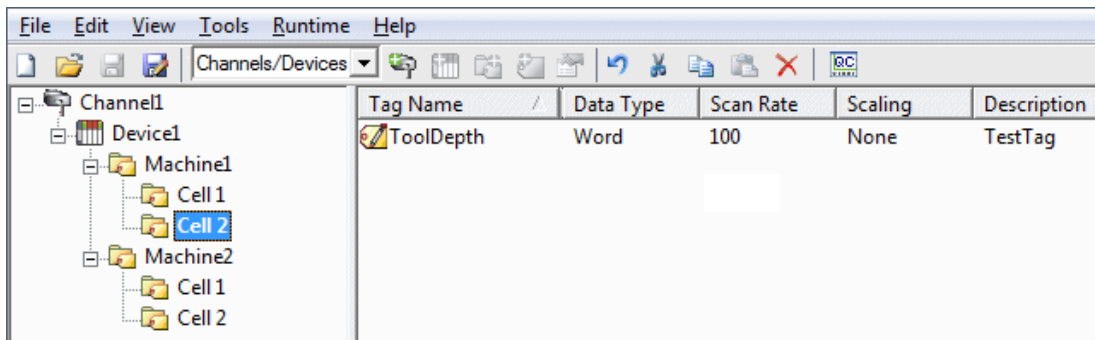 File Edit View Tools Runtime Help
Channels/Devices QC
Channel1
Device1
Machine1
Cell 1
Cell 2
Machine2
Cell 1
Cell 2
Tag Name Data Type Scan Rate Scaling Description
ToolDepth Word 100 None TestTag